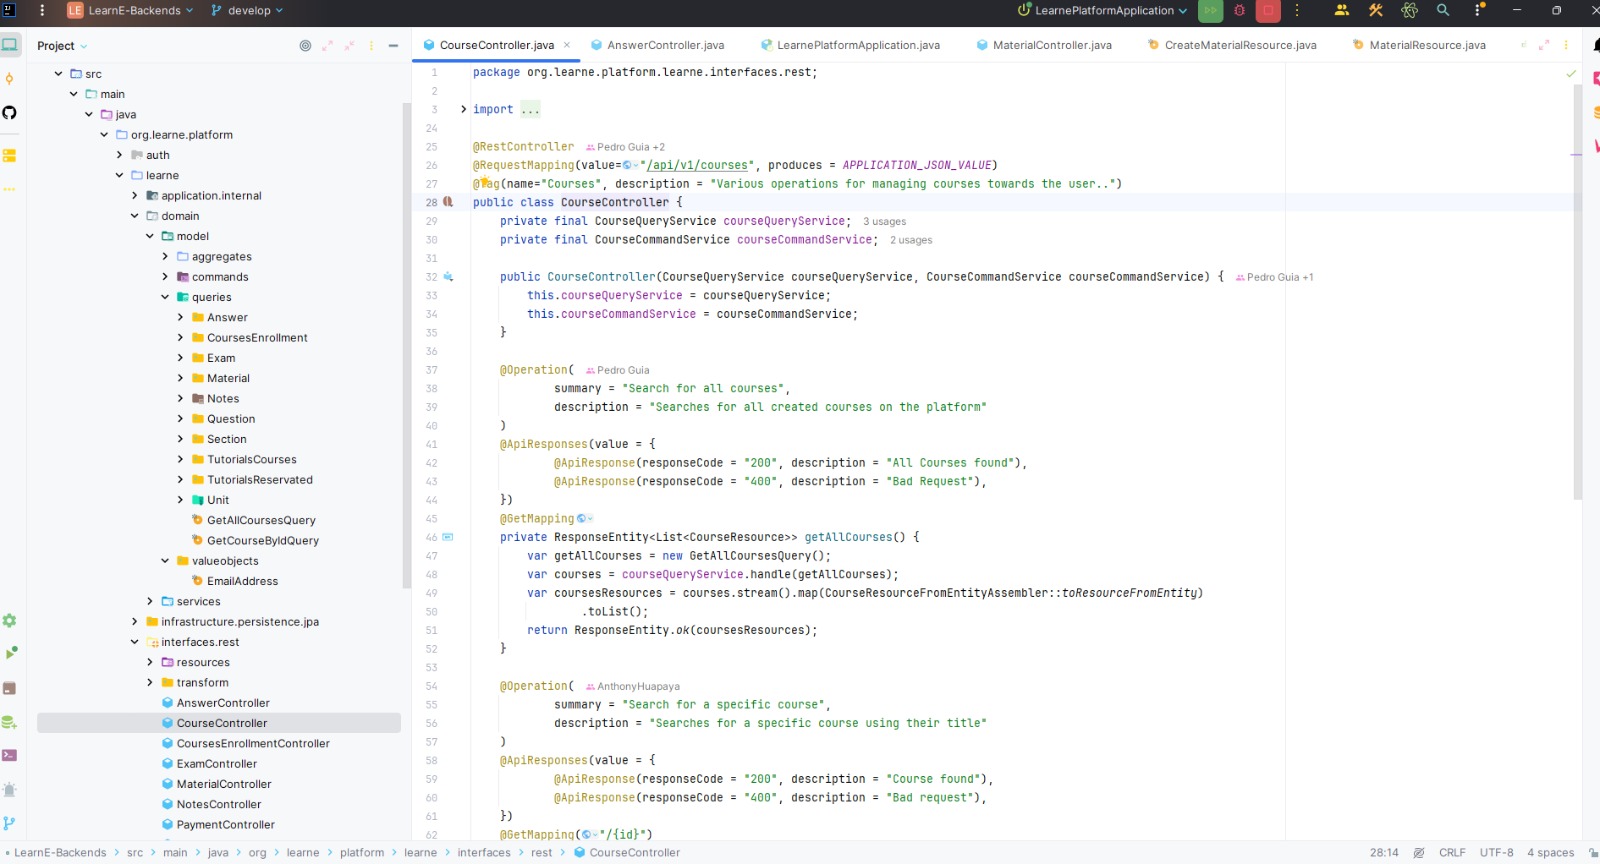 LE LearnE-Backends develop LearnePlatformApplication
Project
CourseController.java AnswerController.java LearnePlatformApplication.java MaterialController.java CreateMaterialResource.java MaterialResource.java
src
main
java
org.learne.platform
auth
learne
application.internal
domain
model
aggregates
commands
queries
Answer
CoursesEnrollment
Exam
Material
Notes
Question
Section
TutorialsCourses
TutorialsReservated
Unit
GetAllCoursesQuery
GetCourseByIdQuery
valueobjects
EmailAddress
services
infrastructure.persistence.jpa
interfaces.rest
resources
transform
AnswerController
CourseController
CoursesEnrollmentController
ExamController
MaterialController
NotesController
PaymentController
1 package org.learne.platform.learne.interfaces.rest;
2
3 import ...
24
25 @RestController Pedro Guia +2
26 @RequestMapping(value="/api/v1/courses", produces = APPLICATION_JSON_VALUE)
27 @Tag(name="Courses", description = "Various operations for managing courses towards the user..")
28 public class CourseController {
29 private final CourseQueryService courseQueryService; 3 usages
30 private final CourseCommandService courseCommandService; 2 usages
31
32 public CourseController(CourseQueryService courseQueryService, CourseCommandService courseCommandService) { Pedro Guia +1
33 this.courseQueryService = courseQueryService;
34 this.courseCommandService = courseCommandService;
35 }
36
37 @Operation( Pedro Guia
38 summary = "Search for all courses",
39 description = "Searches for all created courses on the platform"
40 )
41 @ApiResponses(value = {
42 @ApiResponse(responseCode = "200", description = "All Courses found"),
43 @ApiResponse(responseCode = "400", description = "Bad Request"),
44 })
45 @GetMapping
46 private ResponseEntity<List<CourseResource>> getAllCourses() {
47 var getAllCourses = new GetAllCoursesQuery();
48 var courses = courseQueryService.handle(getAllCourses);
49 var coursesResources = courses.stream().map(CourseResourceFromEntityAssembler::toResourceFromEntity)
50 .toList();
51 return ResponseEntity.ok(coursesResources);
52 }
53
54 @Operation( AnthonyHuapaya
55 summary = "Search for a specific course",
56 description = "Searches for a specific course using their title"
57 )
58 @ApiResponses(value = {
59 @ApiResponse(responseCode = "200", description = "Course found"),
60 @ApiResponse(responseCode = "400", description = "Bad request"),
61 })
62 @GetMapping("/{id}")
LearnE-Backends src main java org learne platform learne interfaces rest CourseController 28:14 CRLF UTF-8 4 spaces